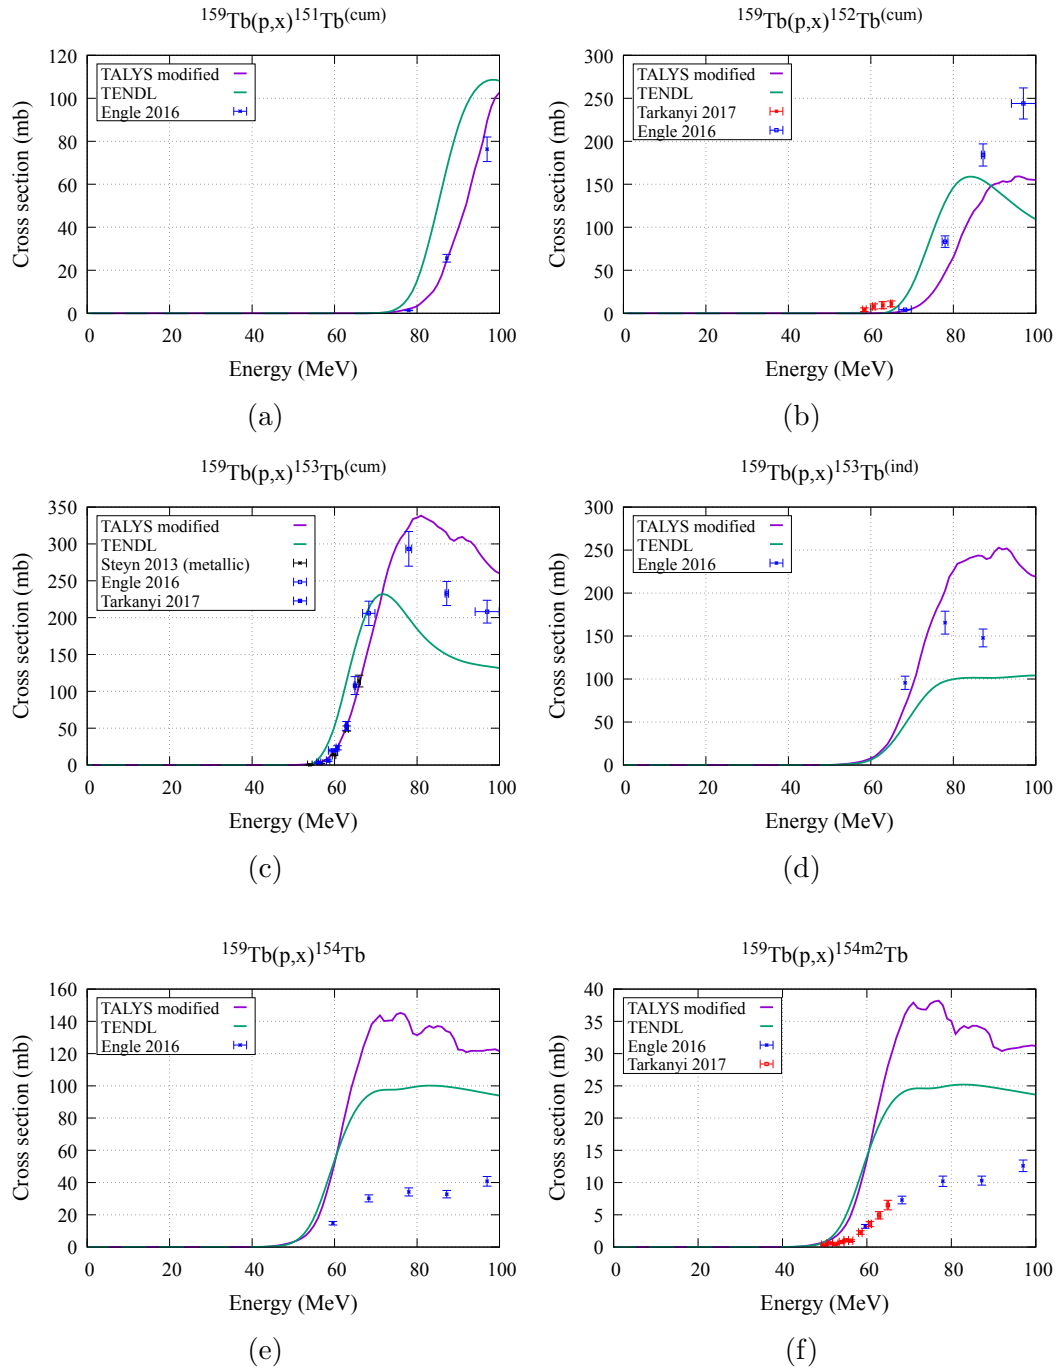 ¹⁵⁹Tb(p,x)¹⁵¹Tb⁽ᶜᵘᵐ⁾
Cross section (mb)
120
100
80
60
40
20
0
TALYS modified
TENDL
Engle 2016
0 20 40 60 80 100
Energy (MeV)
(a)
¹⁵⁹Tb(p,x)¹⁵²Tb⁽ᶜᵘᵐ⁾
Cross section (mb)
300
250
200
150
100
50
0
TALYS modified
TENDL
Tarkanyi 2017
Engle 2016
0 20 40 60 80 100
Energy (MeV)
(b)
¹⁵⁹Tb(p,x)¹⁵³Tb⁽ᶜᵘᵐ⁾
Cross section (mb)
350
300
250
200
150
100
50
0
TALYS modified
TENDL
Steyn 2013 (metallic)
Engle 2016
Tarkanyi 2017
0 20 40 60 80 100
Energy (MeV)
(c)
¹⁵⁹Tb(p,x)¹⁵³Tb⁽ⁱⁿᵈ⁾
Cross section (mb)
300
250
200
150
100
50
0
TALYS modified
TENDL
Engle 2016
0 20 40 60 80 100
Energy (MeV)
(d)
¹⁵⁹Tb(p,x)¹⁵⁴Tb
Cross section (mb)
160
140
120
100
80
60
40
20
0
TALYS modified
TENDL
Engle 2016
0 20 40 60 80 100
Energy (MeV)
(e)
¹⁵⁹Tb(p,x)¹⁵⁴ᵐ²Tb
Cross section (mb)
40
35
30
25
20
15
10
5
0
TALYS modified
TENDL
Engle 2016
Tarkanyi 2017
0 20 40 60 80 100
Energy (MeV)
(f)